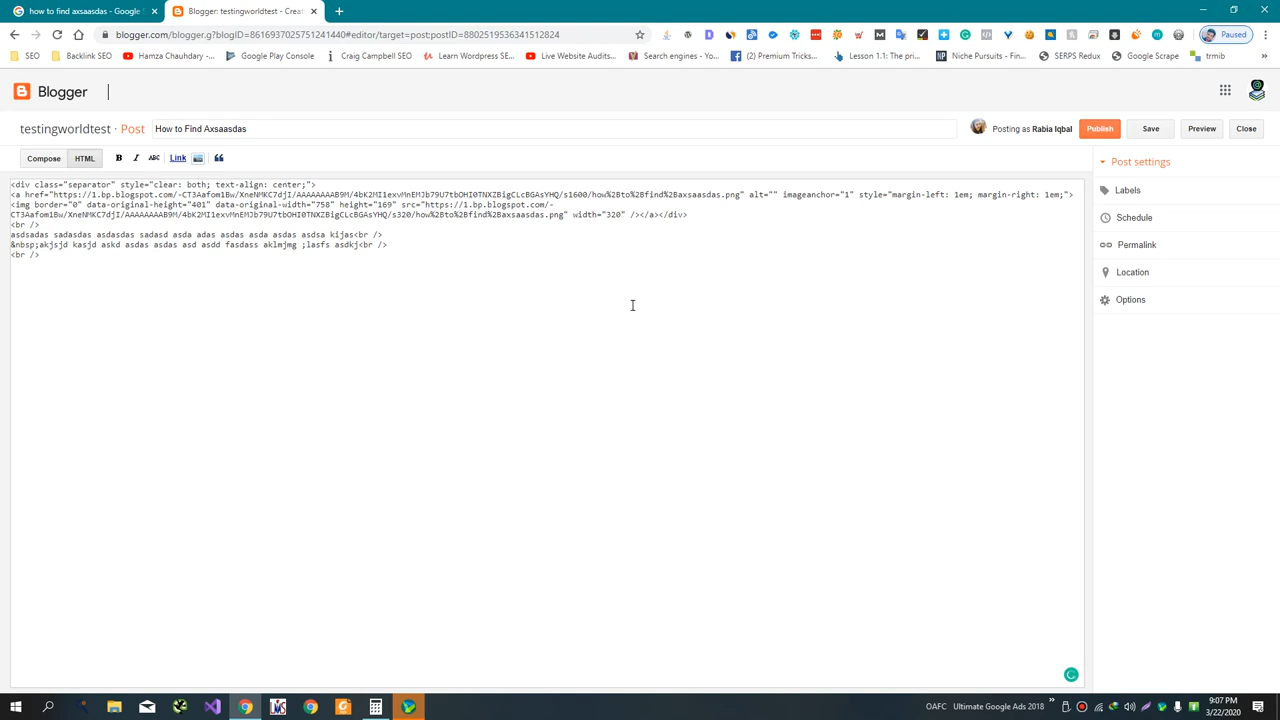 how to find axsaasdas - Google S
Blogger: testingworldtest - Creat
blogger.com/blogger.g?blogID=8616937025751241440#editor/target=post;postID=880251953634151​2824
Paused
SEO
Backlink SEO
Hamza Chauhdary -...
Google Play Console
Craig Campbell SEO
Learn Wordpress SE...
Live Website Audits...
Search engines - Yo...
(2) Premium Tricks...
Lesson 1.1: The pri...
Niche Pursuits - Fin...
SERPS Redux
Google Scrape
trmib
Blogger
testingworldtest · Post
How to Find Axsaasdas
Posting as Rabia Iqbal
Publish
Save
Preview
Close
Compose
HTML
B
I
ABC
Link
Post settings
Labels
Schedule
Permalink
Location
Options
<div class="separator" style="clear: both; text-align: center;">
<a href="https://1.bp.blogspot.com/-CT3Aafom1Bw/XneNMKC7djI/AAAAAAAAB9M/4bK2MI1exvMnEMJb79U7tbOHI0TNXZBigCLcBGAsYHQ/s1600/how%2Bto%2Bfind%2Baxsaasdas.png" alt="" imageanchor="1" style="margin-left: 1em; margin-right: 1em;">
<img border="0" data-original-height="401" data-original-width="758" height="169" src="https://1.bp.blogspot.com/-
CT3Aafom1Bw/XneNMKC7djI/AAAAAAAAB9M/4bK2MI1exvMnEMJb79U7tbOHI0TNXZBigCLcBGAsYHQ/s320/how%2Bto%2Bfind%2Baxsaasdas.png" width="320" /></a></div>
<br />
asdsadas sadasdas asdasdas sadasd asda adas asdas asda asdas asdsa kijas<br />
&nbsp;akjsjd kasjd askd asdas asdas asd asdd fasdass aklmjmg ;lasfs asdkj<br />
<br />
OAFC
Ultimate Google Ads 2018
9:07 PM
3/22/2020